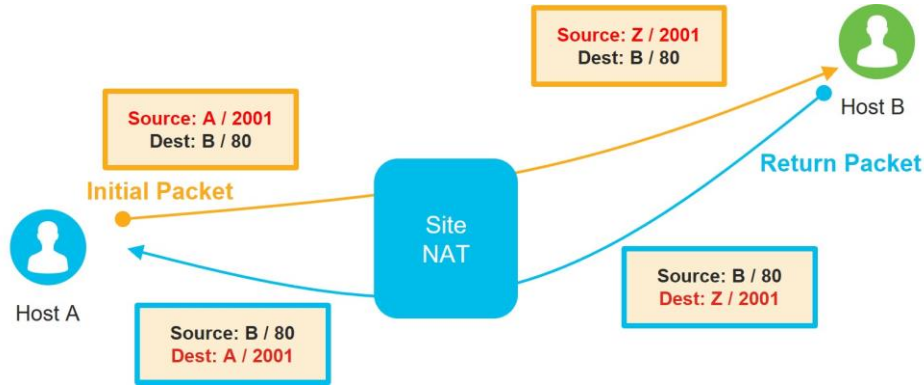 Source: Z / 2001
Dest: B / 80
Host B
Source: A / 2001
Dest: B / 80
Initial Packet
Return Packet
Site
NAT
Host A
Source: B / 80
Dest: Z / 2001
Source: B / 80
Dest: A / 2001